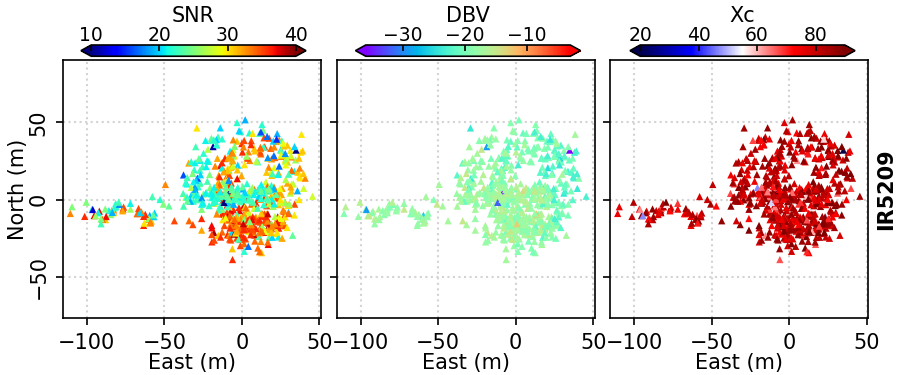 SNR DBV Xc
10 20 30 40 −30 −20 −10 20 40 60 80
North (m)
50
0
−50
IR5209
−100 −50 0 50 −100 −50 0 50 −100 −50 0 50
East (m) East (m) East (m)